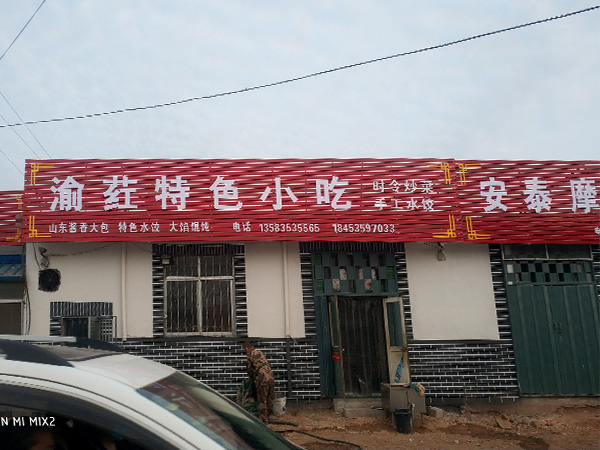 渝荭特色小吃
时令炒菜
手工水饺
山东酱香大包 特色水饺 大馅馄饨 电话 13583535565 18453597033
安泰摩
N MI MIX2